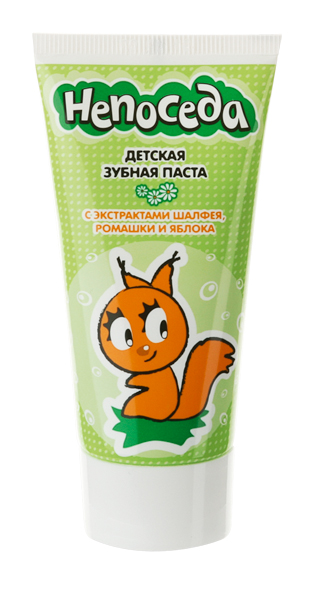 Непоседа
ДЕТСКАЯ
ЗУБНАЯ ПАСТА
С ЭКСТРАКТАМИ ШАЛФЕЯ,
РОМАШКИ И ЯБЛОКА